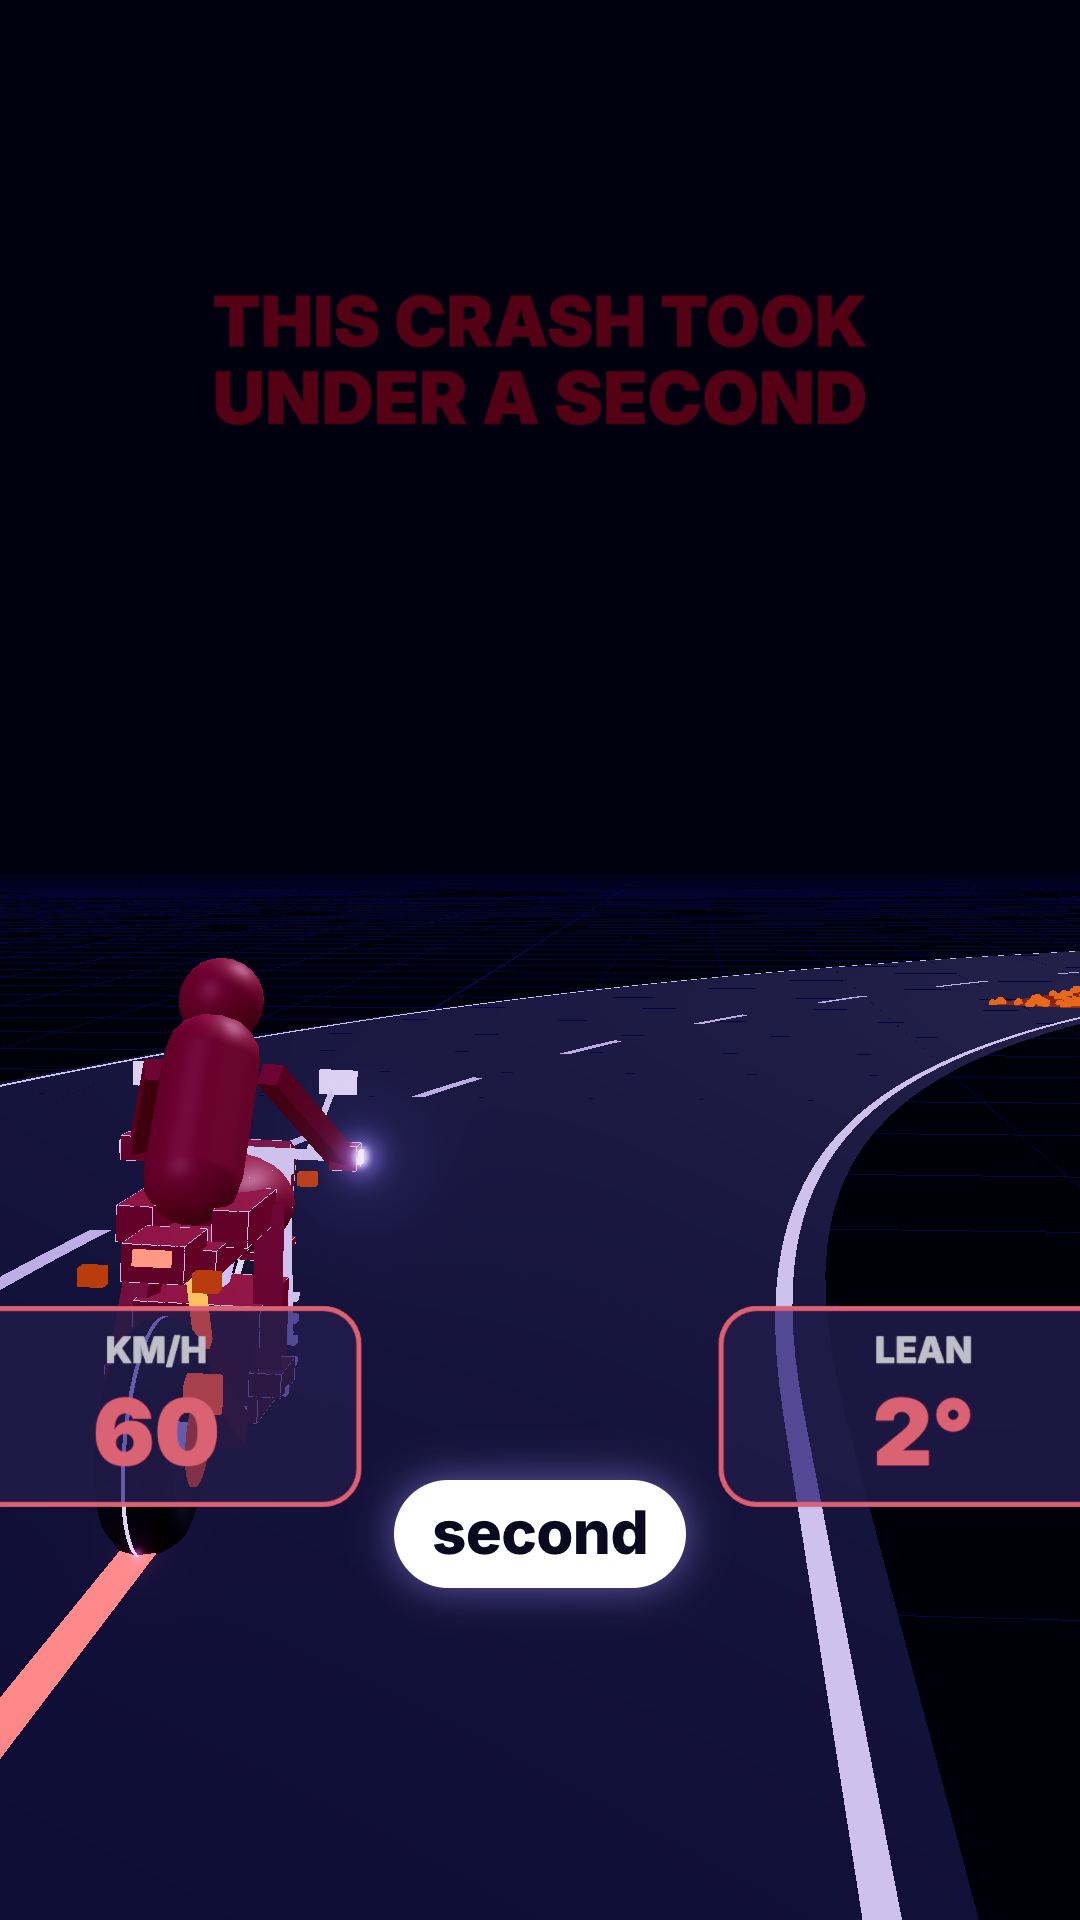 THIS CRASH TOOK
UNDER A SECOND
KM/H
60
LEAN
2°
second